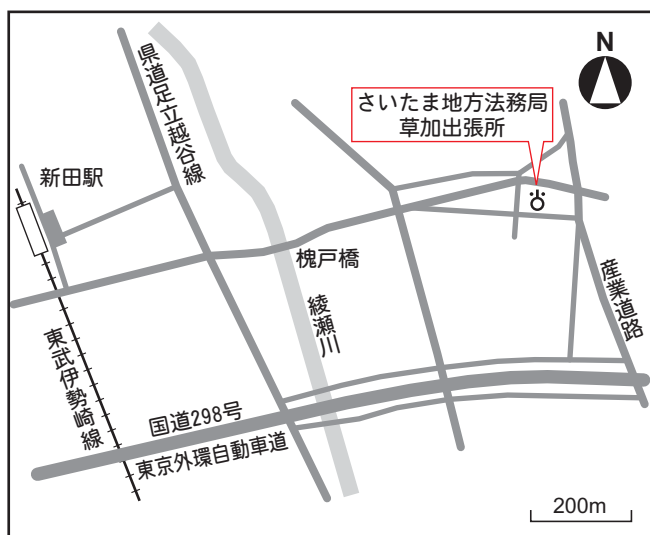 N
さいたま地方法務局
草加出張所
県道足立越谷線
新田駅
槐戸橋
綾瀬川
産業道路
東武伊勢崎線
国道298号
東京外環自動車道
200m